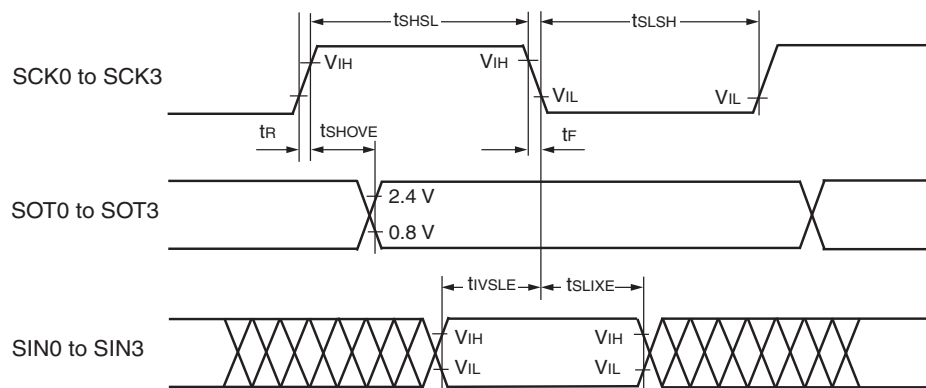 tSHSL tSLSH
SCK0 to SCK3 VIH VIH VIL VIL
tR tSHOVE tF
SOT0 to SOT3 2.4 V
0.8 V
tIVSLE tSLIXE
SIN0 to SIN3 VIH VIH
VIL VIL